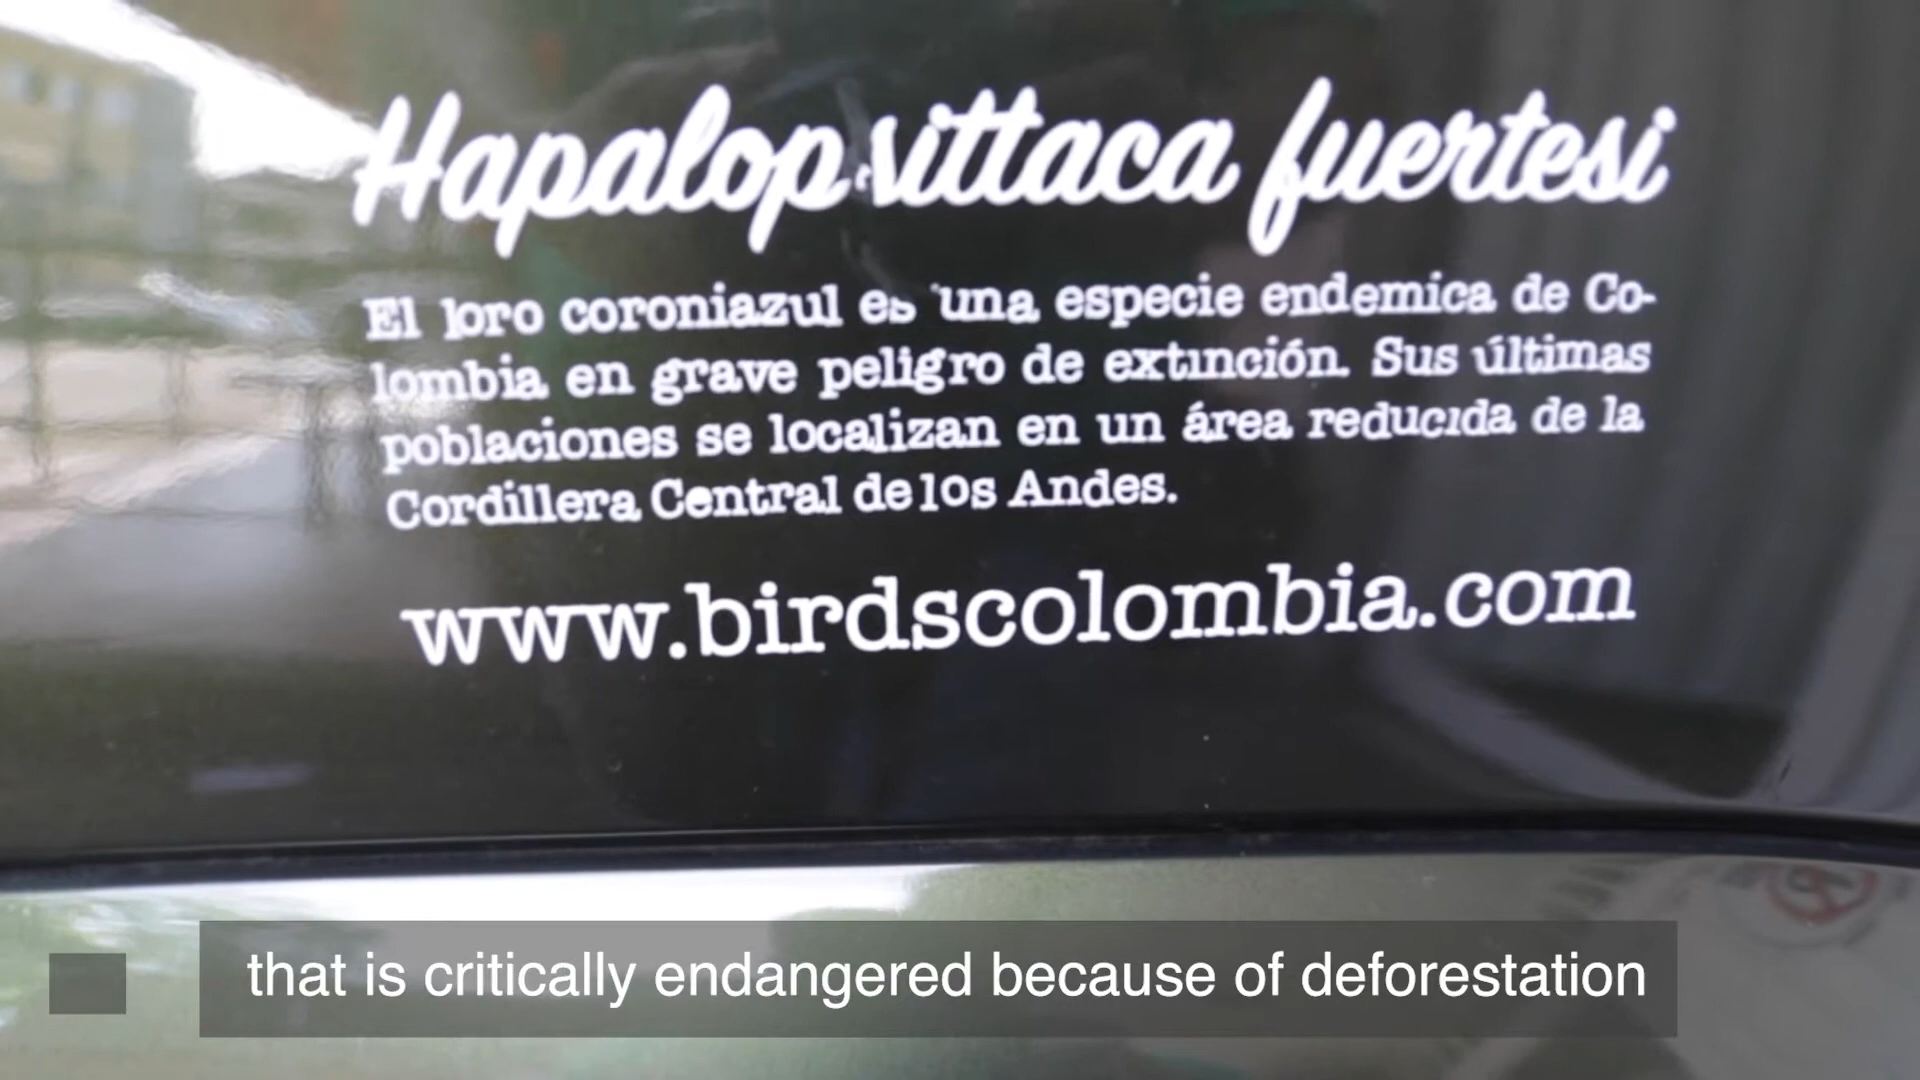 Hapalopsittaca fuertesi
El loro coroniazul es una especie endemica de Co-
lombia en grave peligro de extinción. Sus últimas
poblaciones se localizan en un área reducida de la
Cordillera Central de los Andes.
www.birdscolombia.com
that is critically endangered because of deforestation